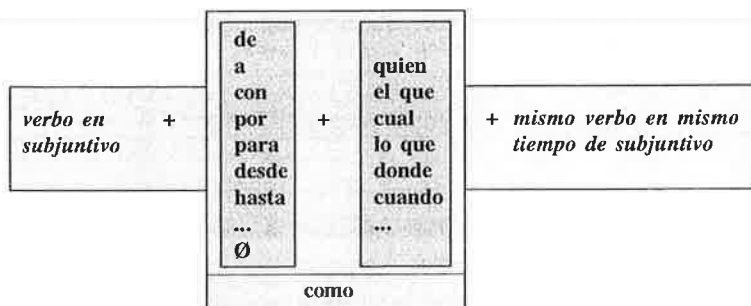 de
a quien
con el que
verbo en + por + cual + mismo verbo en mismo
subjuntivo para lo que tiempo de subjuntivo
desde donde
hasta cuando
... ...
Ø
como